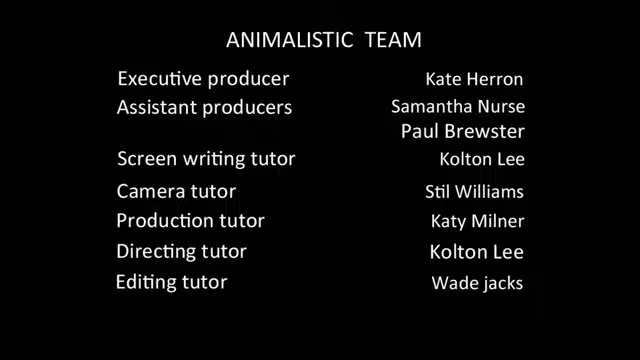 ANIMALISTIC TEAM
Executive producer Kate Herron
Assistant producers Samantha Nurse
Paul Brewster
Screen writing tutor Kolton Lee
Camera tutor Stil Williams
Production tutor Katy Milner
Directing tutor Kolton Lee
Editing tutor Wade jacks